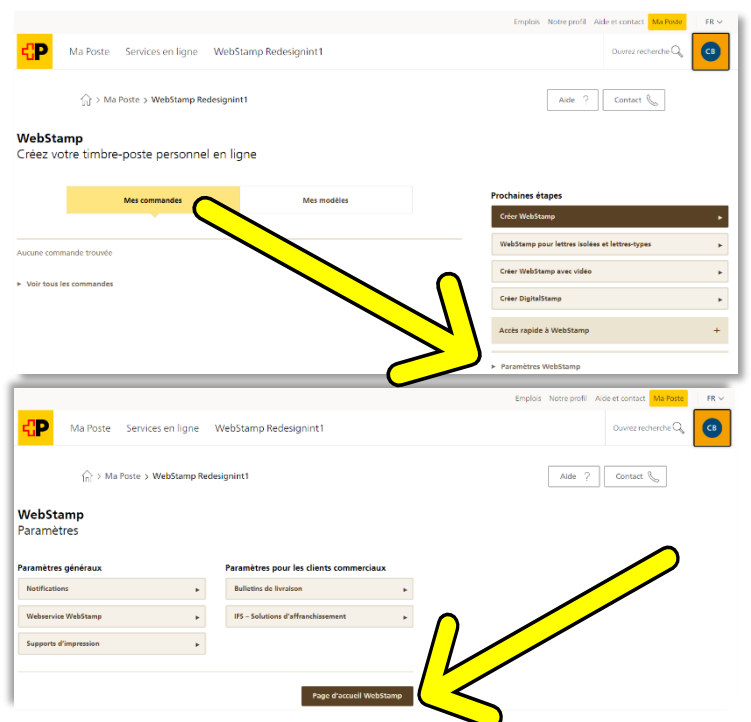 Emplois Notre profil Aide et contact Ma Poste FR
P Ma Poste Services en ligne WebStamp Redesignint1 Ouvrez recherche CB
> Ma Poste > WebStamp Redesignint1 Aide ? Contact
WebStamp
Créez votre timbre-poste personnel en ligne
Mes commandes Mes modèles
Aucune commande trouvée
▸ Voir tous les commandes
Prochaines étapes
Créer WebStamp ▸
WebStamp pour lettres isolées et lettres-types ▸
Créer WebStamp avec vidéo ▸
Créer DigitalStamp ▸
Accès rapide à WebStamp +
▸ Paramètres WebStamp
Emplois Notre profil Aide et contact Ma Poste FR
P Ma Poste Services en ligne WebStamp Redesignint1 Ouvrez recherche CB
> Ma Poste > WebStamp Redesignint1 Aide ? Contact
WebStamp
Paramètres
Paramètres généraux
Notifications ▸
Webservice WebStamp ▸
Supports d'impression ▸
Paramètres pour les clients commerciaux
Bulletins de livraison ▸
IFS – Solutions d'affranchissement ▸
Page d'accueil WebStamp